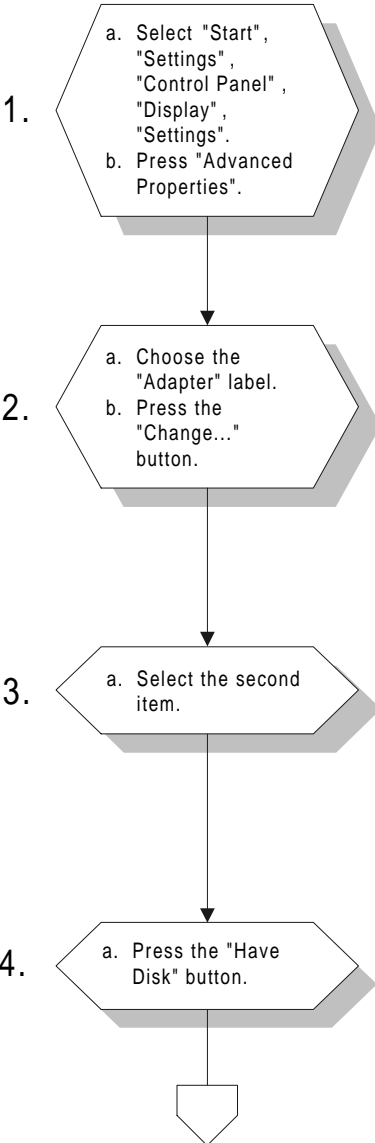 1.
a. Select "Start",
"Settings",
"Control Panel",
"Display",
"Settings".
b. Press "Advanced
Properties".
2.
a. Choose the
"Adapter" label.
b. Press the
"Change..."
button.
3.
a. Select the second
item.
4.
a. Press the "Have
Disk" button.